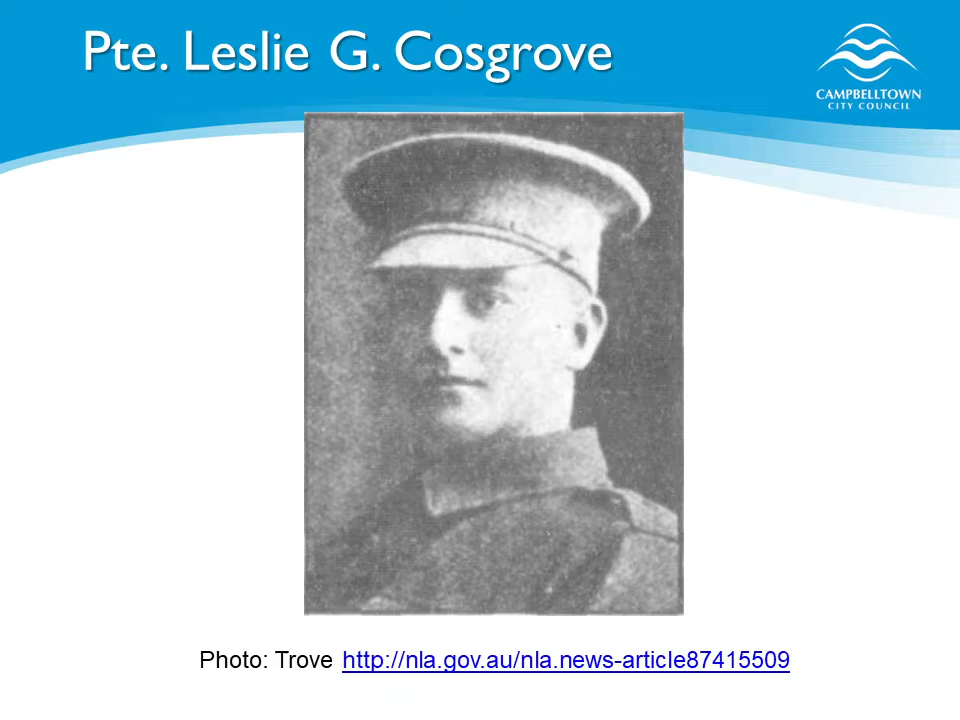 Pte. Leslie G. Cosgrove
CAMPBELLTOWN
CITY COUNCIL
Photo: Trove http://nla.gov.au/nla.news-article87415509